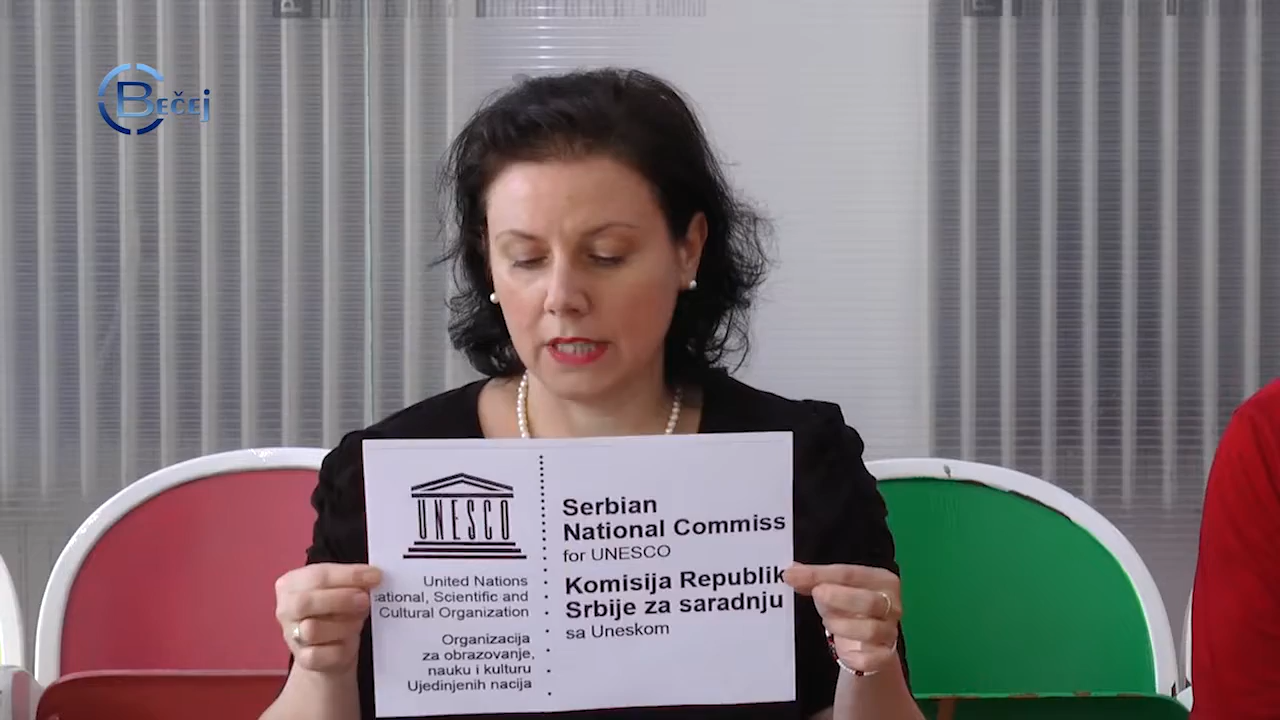 Bečej
UNESCO
United Nations
ational, Scientific and
Cultural Organization
Organizacija
za obrazovanje,
nauku i kulturu
Ujedinjenih nacija
Serbian
National Commiss
for UNESCO
Komisija Republik
Srbije za saradnju
sa Uneskom